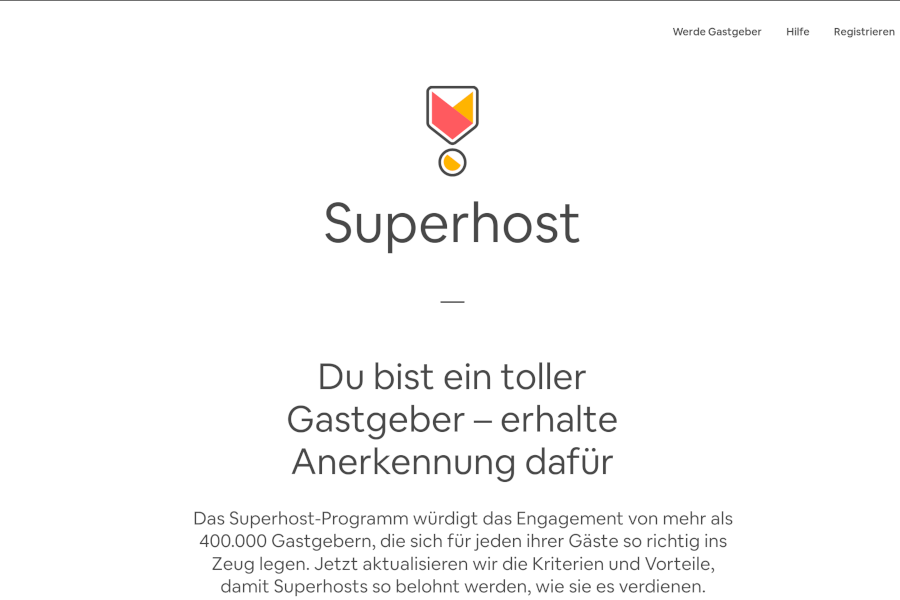 Werde Gastgeber Hilfe Registrieren
Superhost
Du bist ein toller
Gastgeber – erhalte
Anerkennung dafür
Das Superhost-Programm würdigt das Engagement von mehr als
400.000 Gastgebern, die sich für jeden ihrer Gäste so richtig ins
Zeug legen. Jetzt aktualisieren wir die Kriterien und Vorteile,
damit Superhosts so belohnt werden, wie sie es verdienen.